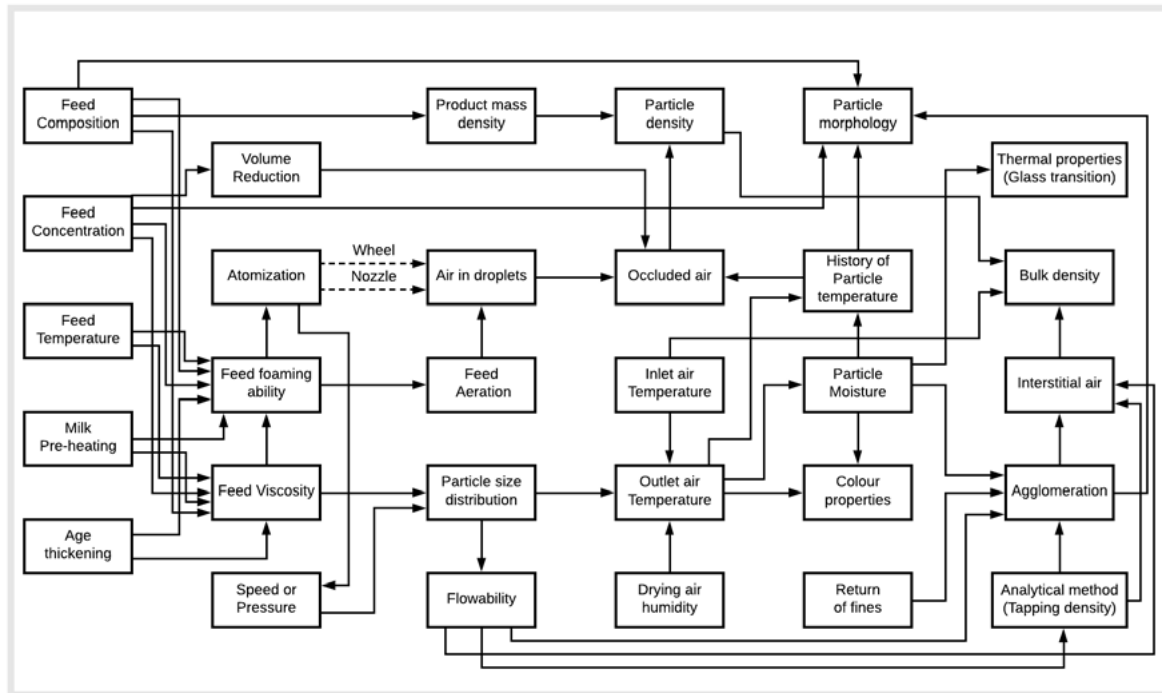 Feed
Composition
Product mass
density
Particle
density
Particle
morphology
Volume
Reduction
Thermal properties
(Glass transition)
Feed
Concentration
Atomization
Wheel
Nozzle
Air in droplets
Occluded air
History of
Particle
temperature
Bulk density
Feed
Temperature
Feed foaming
ability
Feed
Aeration
Inlet air
Temperature
Particle
Moisture
Interstitial air
Milk
Pre-heating
Feed Viscosity
Particle size
distribution
Outlet air
Temperature
Colour
properties
Agglomeration
Age
thickening
Speed or
Pressure
Flowability
Drying air
humidity
Return
of fines
Analytical method
(Tapping density)